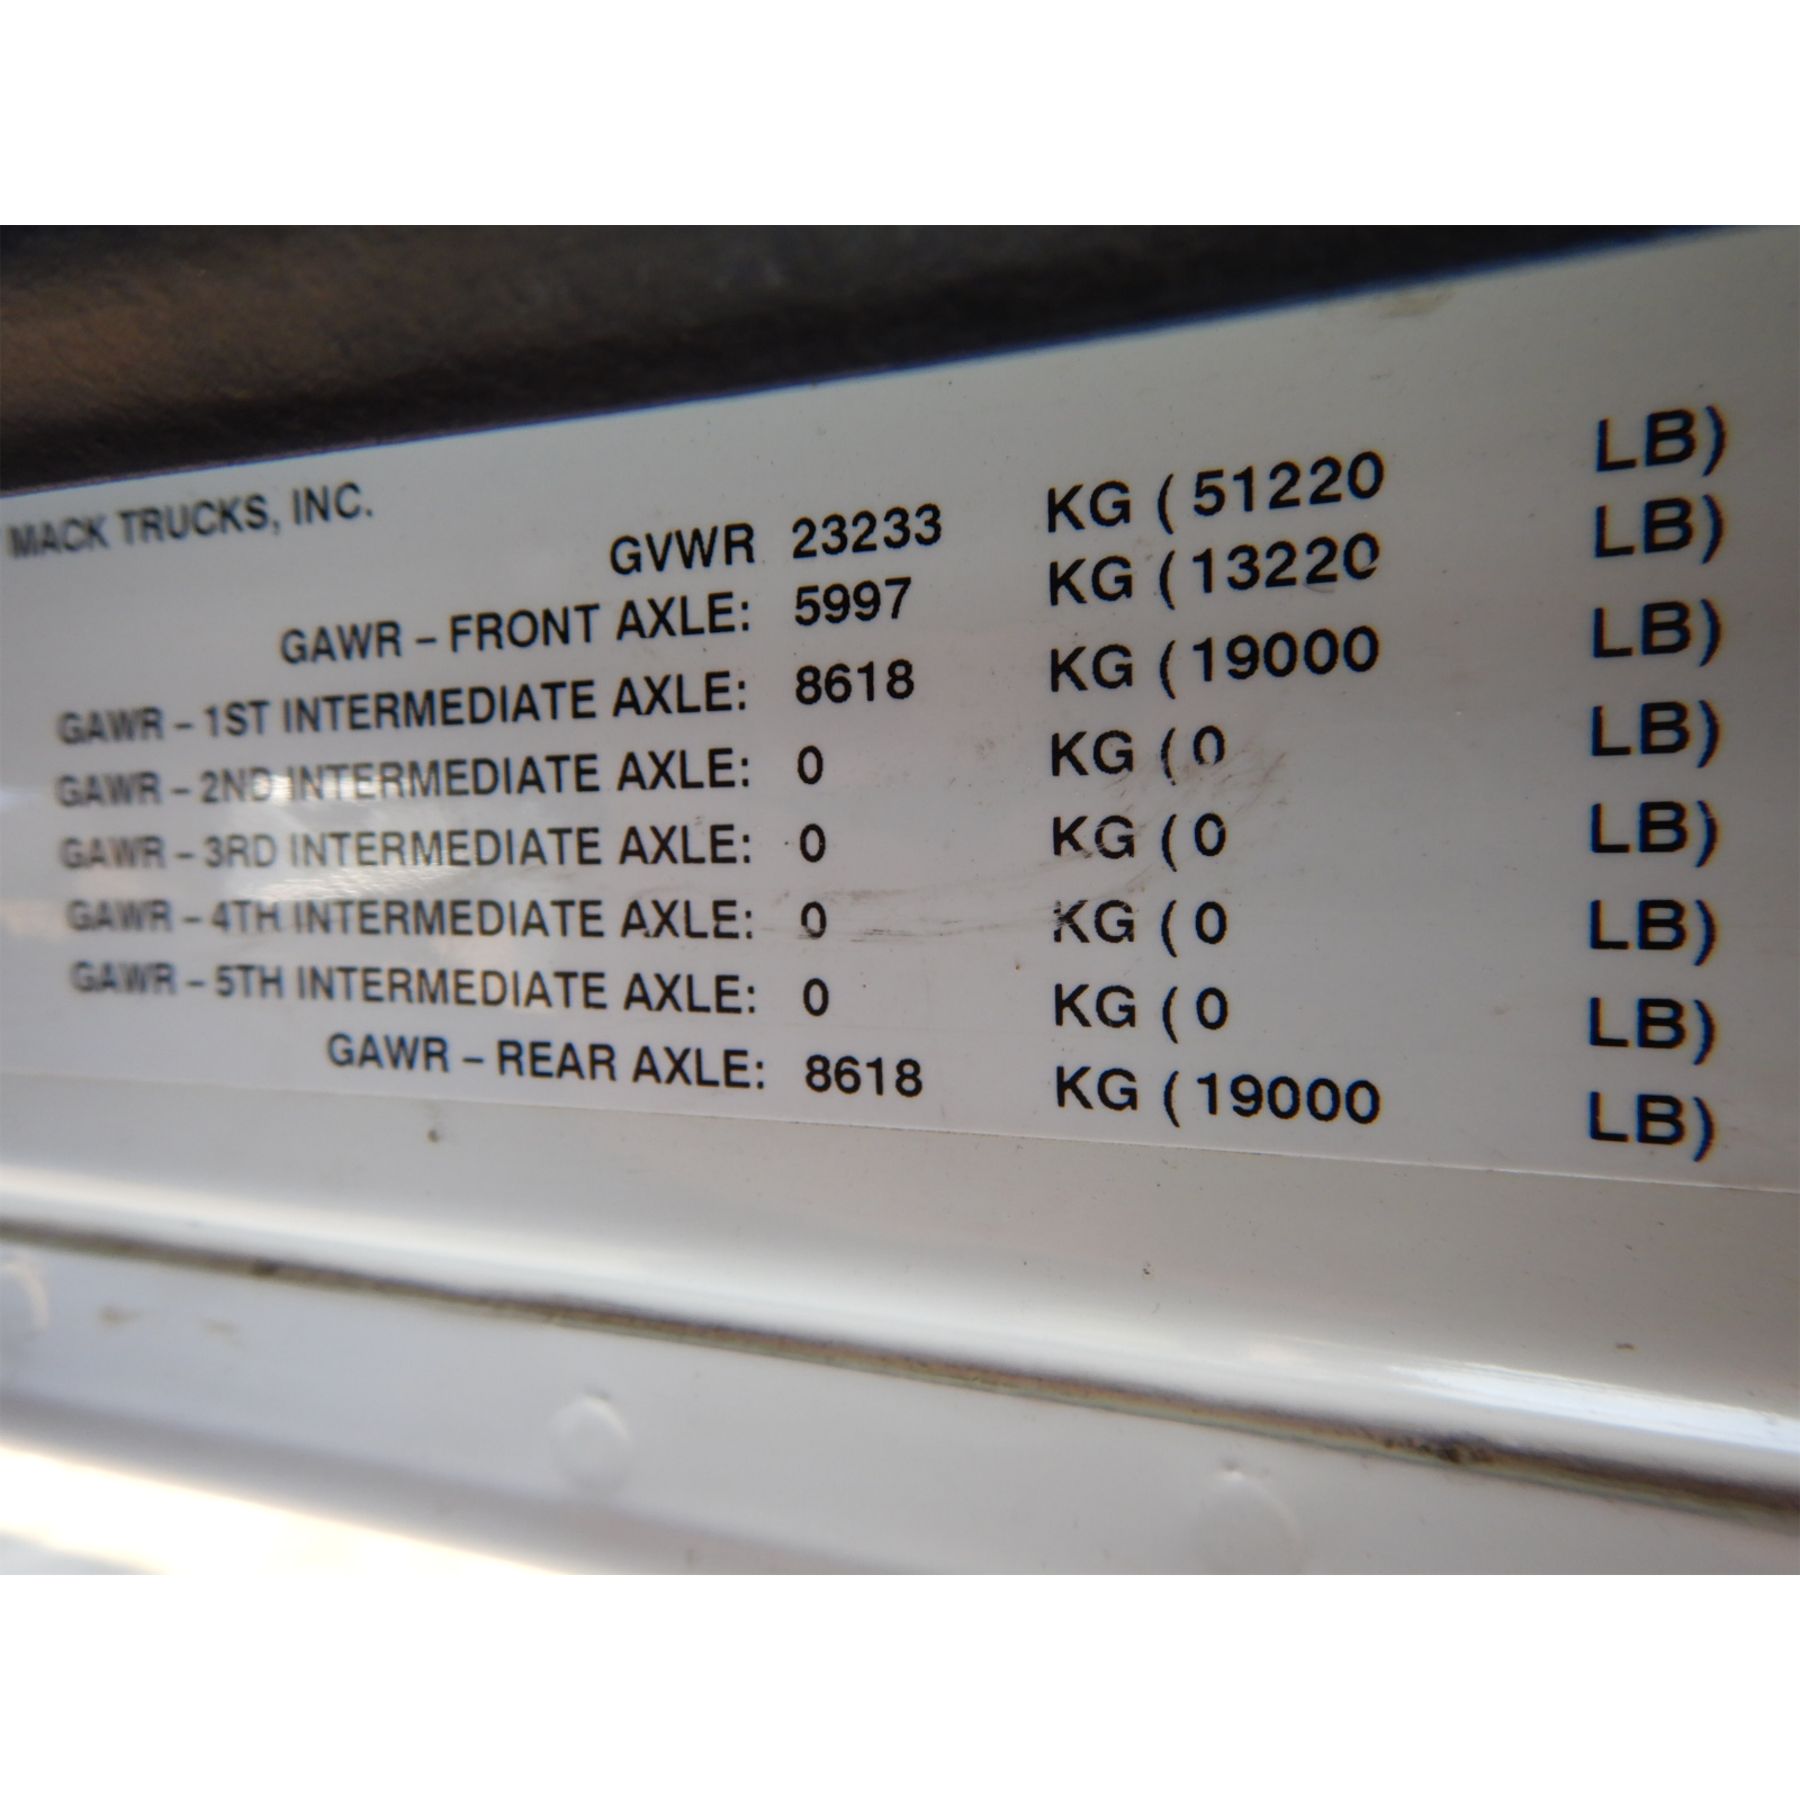 MACK TRUCKS, INC.
GVWR 23233 KG (51220 LB)
GAWR – FRONT AXLE: 5997 KG (13220 LB)
GAWR – 1ST INTERMEDIATE AXLE: 8618 KG (19000 LB)
GAWR – 2ND INTERMEDIATE AXLE: 0 KG (0 LB)
GAWR – 3RD INTERMEDIATE AXLE: 0 KG (0 LB)
GAWR – 4TH INTERMEDIATE AXLE: 0 KG (0 LB)
GAWR – 5TH INTERMEDIATE AXLE: 0 KG (0 LB)
GAWR – REAR AXLE: 8618 KG (19000 LB)